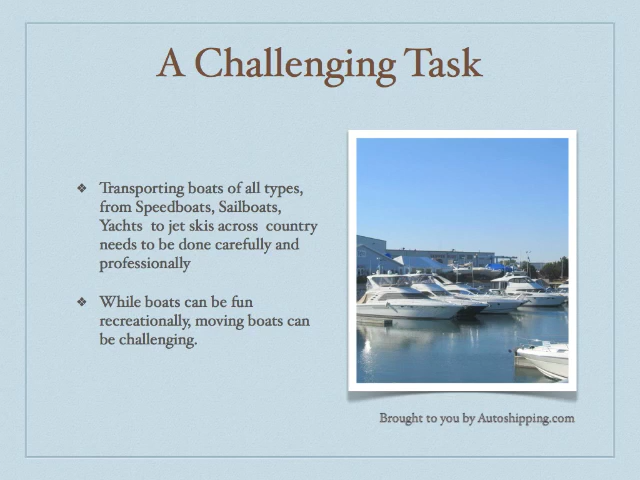 A Challenging Task
❖ Transporting boats of all types,
from Speedboats, Sailboats,
Yachts  to jet skis across  country
needs to be done carefully and
professionally
❖ While boats can be fun
recreationally, moving boats can
be challenging.
Brought to you by Autoshipping.com